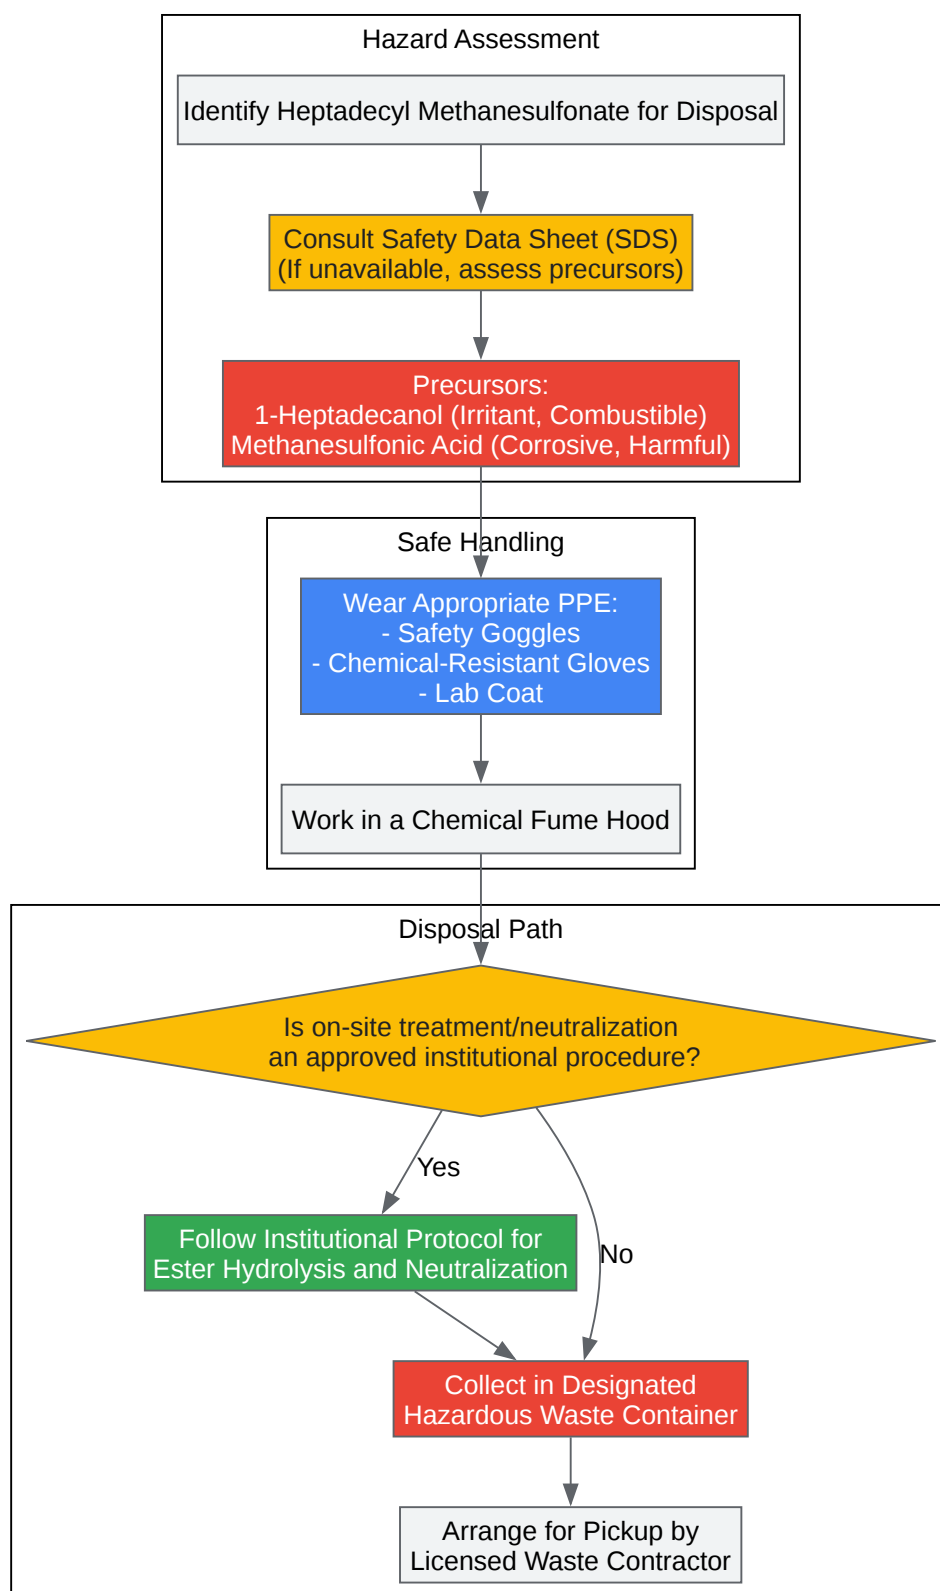 Hazard Assessment
Identify Heptadecyl Methanesulfonate for Disposal
Consult Safety Data Sheet (SDS)
(If unavailable, assess precursors)
Precursors:
1-Heptadecanol (Irritant, Combustible)
Methanesulfonic Acid (Corrosive, Harmful)
Safe Handling
Wear Appropriate PPE:
- Safety Goggles
- Chemical-Resistant Gloves
- Lab Coat
Work in a Chemical Fume Hood
Disposal Path
Is on-site treatment/neutralization
an approved institutional procedure?
Yes
Follow Institutional Protocol for
Ester Hydrolysis and Neutralization
No
Collect in Designated
Hazardous Waste Container
Arrange for Pickup by
Licensed Waste Contractor